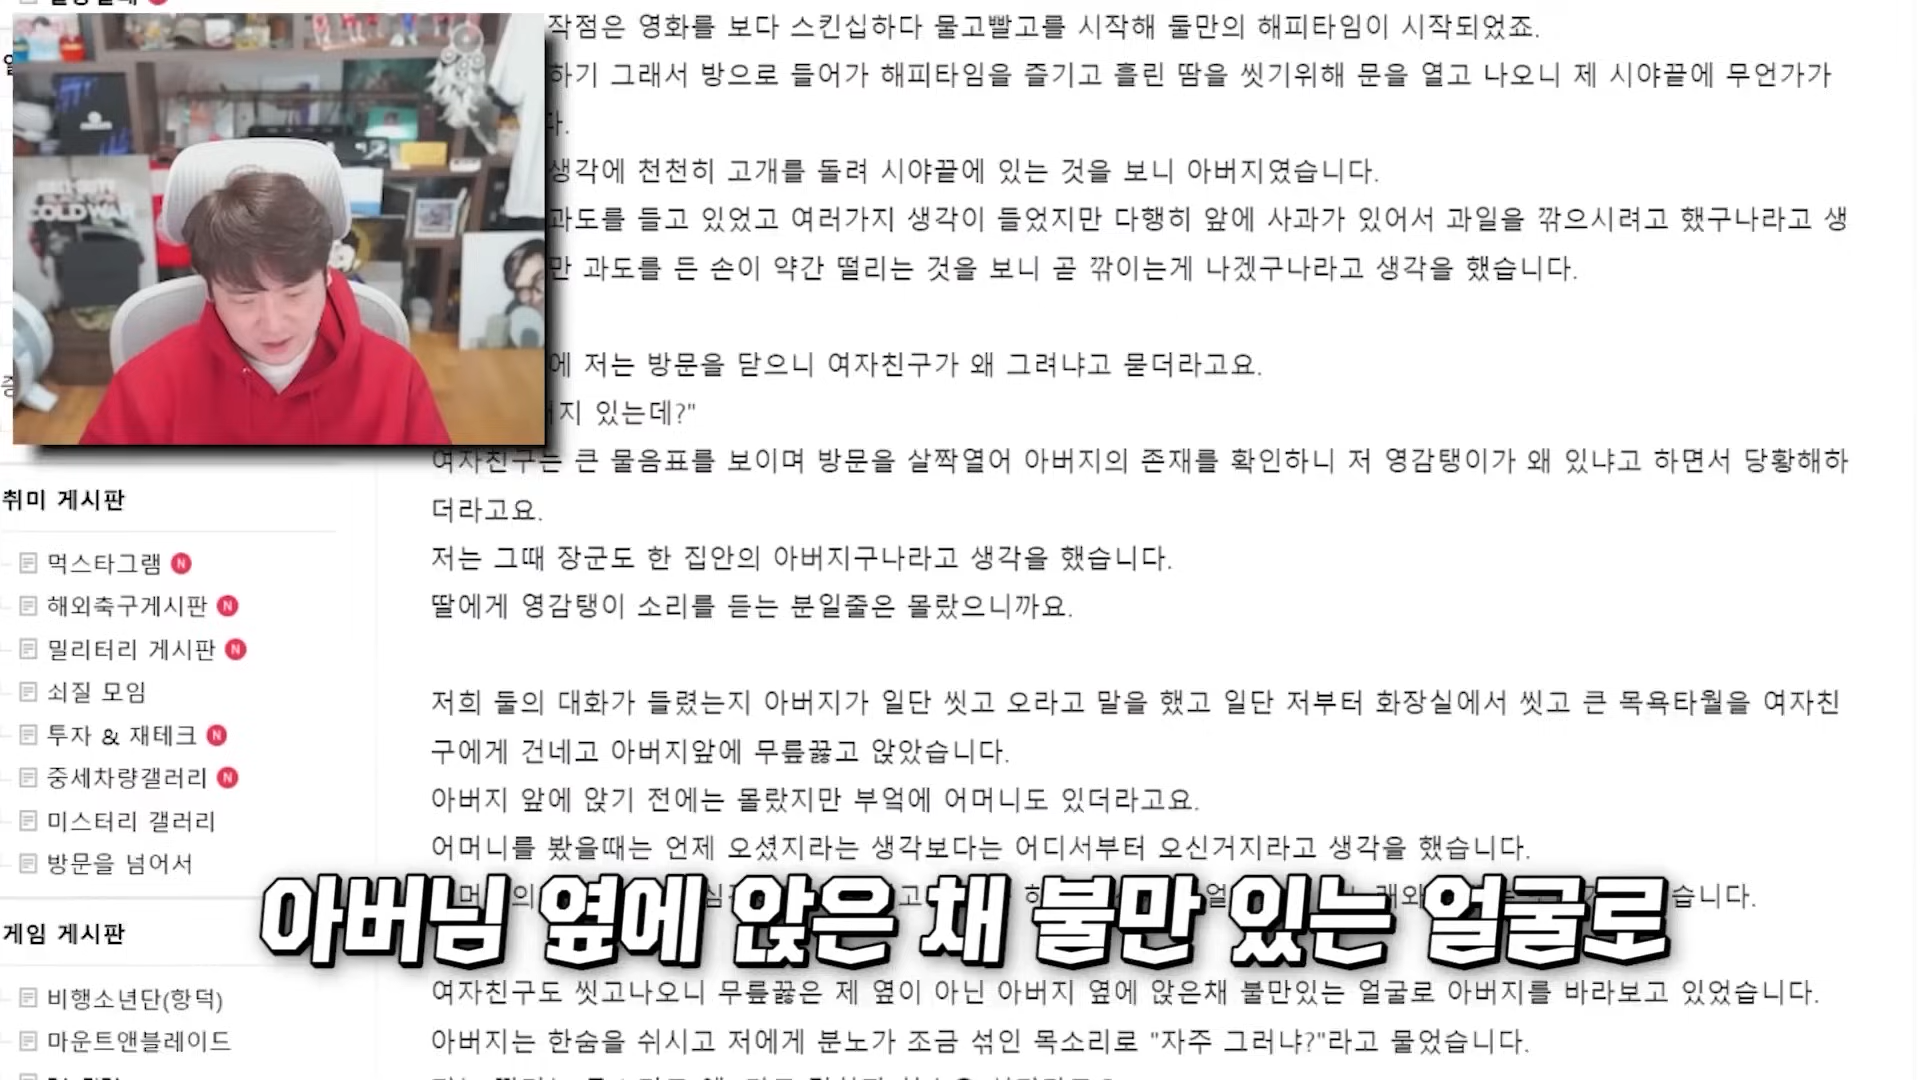 작점은 영화를 보다 스킨십하다 물고빨고를 시작해 둘만의 해피타임이 시작되었죠.
하기 그래서 방으로 들어가 해피타임을 즐기고 흘린 땀을 씻기위해 문을 열고 나오니 제 시야끝에 무언가가
다.
생각에 천천히 고개를 돌려 시야끝에 있는 것을 보니 아버지였습니다.
과도를 들고 있었고 여러가지 생각이 들었지만 다행히 앞에 사과가 있어서 과일을 깎으시려고 했구나라고 생
만 과도를 든 손이 약간 떨리는 것을 보니 곧 깎이는게 나겠구나라고 생각을 했습니다.
에 저는 방문을 닫으니 여자친구가 왜 그려냐고 묻더라고요.
지 있는데?"
여자친구는 큰 물음표를 보이며 방문을 살짝열어 아버지의 존재를 확인하니 저 영감탱이가 왜 있냐고 하면서 당황해하
더라고요.
저는 그때 장군도 한 집안의 아버지구나라고 생각을 했습니다.
딸에게 영감탱이 소리를 듣는 분일줄은 몰랐으니까요.
저희 둘의 대화가 들렸는지 아버지가 일단 씻고 오라고 말을 했고 일단 저부터 화장실에서 씻고 큰 목욕타월을 여자친
구에게 건네고 아버지앞에 무릎꿇고 앉았습니다.
아버지 앞에 앉기 전에는 몰랐지만 부엌에 어머니도 있더라고요.
어머니를 봤을때는 언제 오셨지라는 생각보다는 어디서부터 오신거지라고 생각을 했습니다.
습니다.
아버님 옆에 앉은 채 불만 있는 얼굴로
여자친구도 씻고나오니 무릎꿇은 제 옆이 아닌 아버지 옆에 앉은채 불만있는 얼굴로 아버지를 바라보고 있었습니다.
아버지는 한숨을 쉬시고 저에게 분노가 조금 섞인 목소리로 "자주 그러냐?"라고 물었습니다.
취미 게시판
먹스타그램 N
해외축구게시판 N
밀리터리 게시판 N
쇠질 모임
투자 & 재테크 N
중세차량갤러리 N
미스터리 갤러리
방문을 넘어서
게임 게시판
비행소년단(항덕)
마운트앤블레이드
COLD WAR